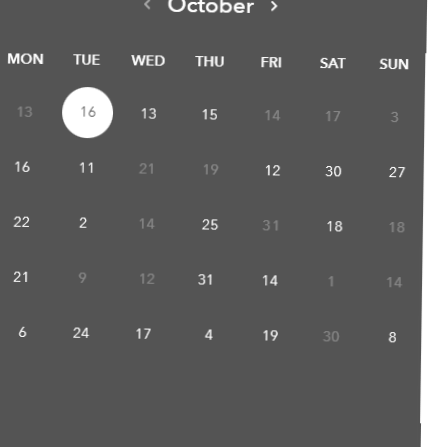 ‹ October ›
MON TUE WED THU FRI SAT SUN
13 16 13 15 14 17 3
16 11 21 19 12 30 27
22 2 14 25 31 18 18
21 9 12 31 14 1 14
6 24 17 4 19 30 8